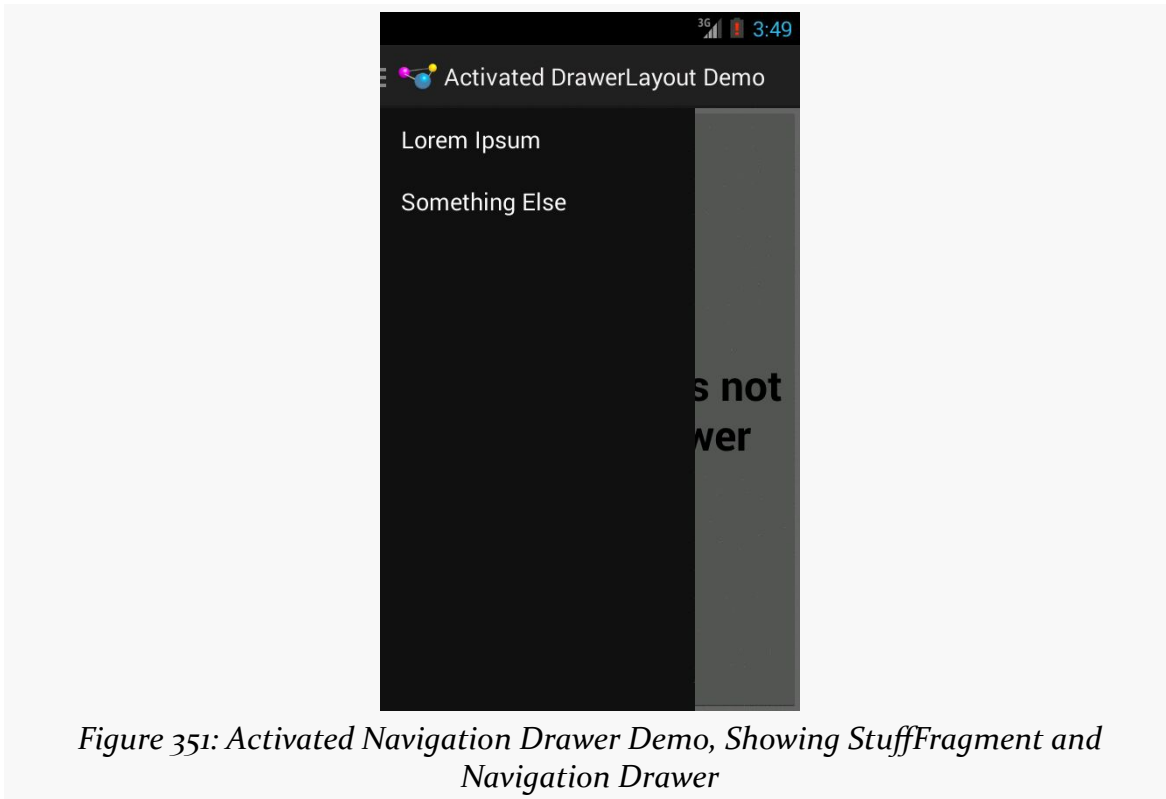 3G 3:49
Activated DrawerLayout Demo
Lorem Ipsum
Something Else
s not
wer
Figure 351: Activated Navigation Drawer Demo, Showing StuffFragment and
Navigation Drawer